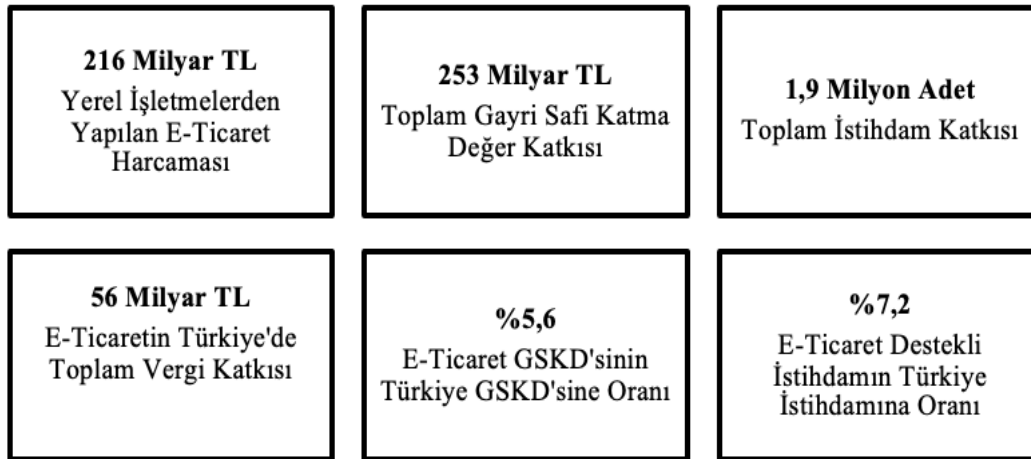 216 Milyar TL
Yerel İşletmelerden
Yapılan E-Ticaret
Harcaması
253 Milyar TL
Toplam Gayri Safi Katma
Değer Katkısı
1,9 Milyon Adet
Toplam İstihdam Katkısı
56 Milyar TL
E-Ticaretin Türkiye'de
Toplam Vergi Katkısı
%5,6
E-Ticaret GSKD'sinin
Türkiye GSKD'sine Oranı
%7,2
E-Ticaret Destekli
İstihdamın Türkiye
İstihdamına Oranı